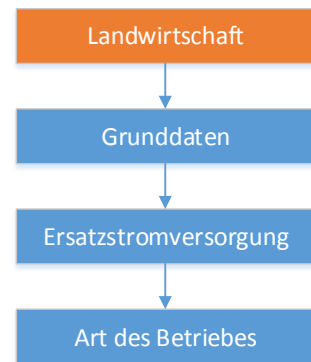 Landwirtschaft
Grunddaten
Ersatzstromversorgung
Art des Betriebes